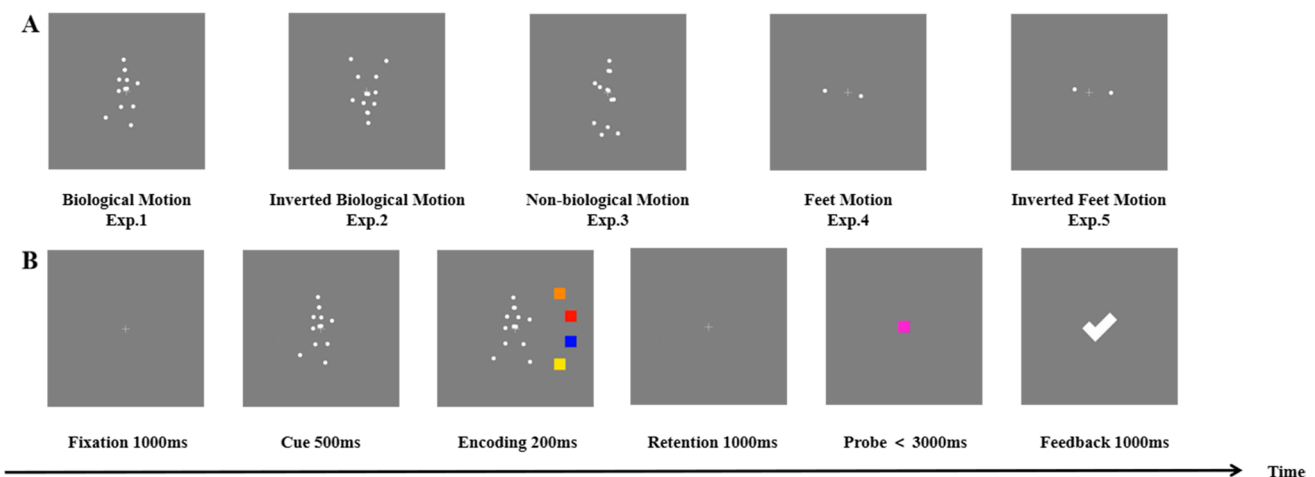 A
Biological Motion
Exp.1
Inverted Biological Motion
Exp.2
Non-biological Motion
Exp.3
Feet Motion
Exp.4
Inverted Feet Motion
Exp.5
B
Fixation 1000ms
Cue 500ms
Encoding 200ms
Retention 1000ms
Probe < 3000ms
Feedback 1000ms
Time